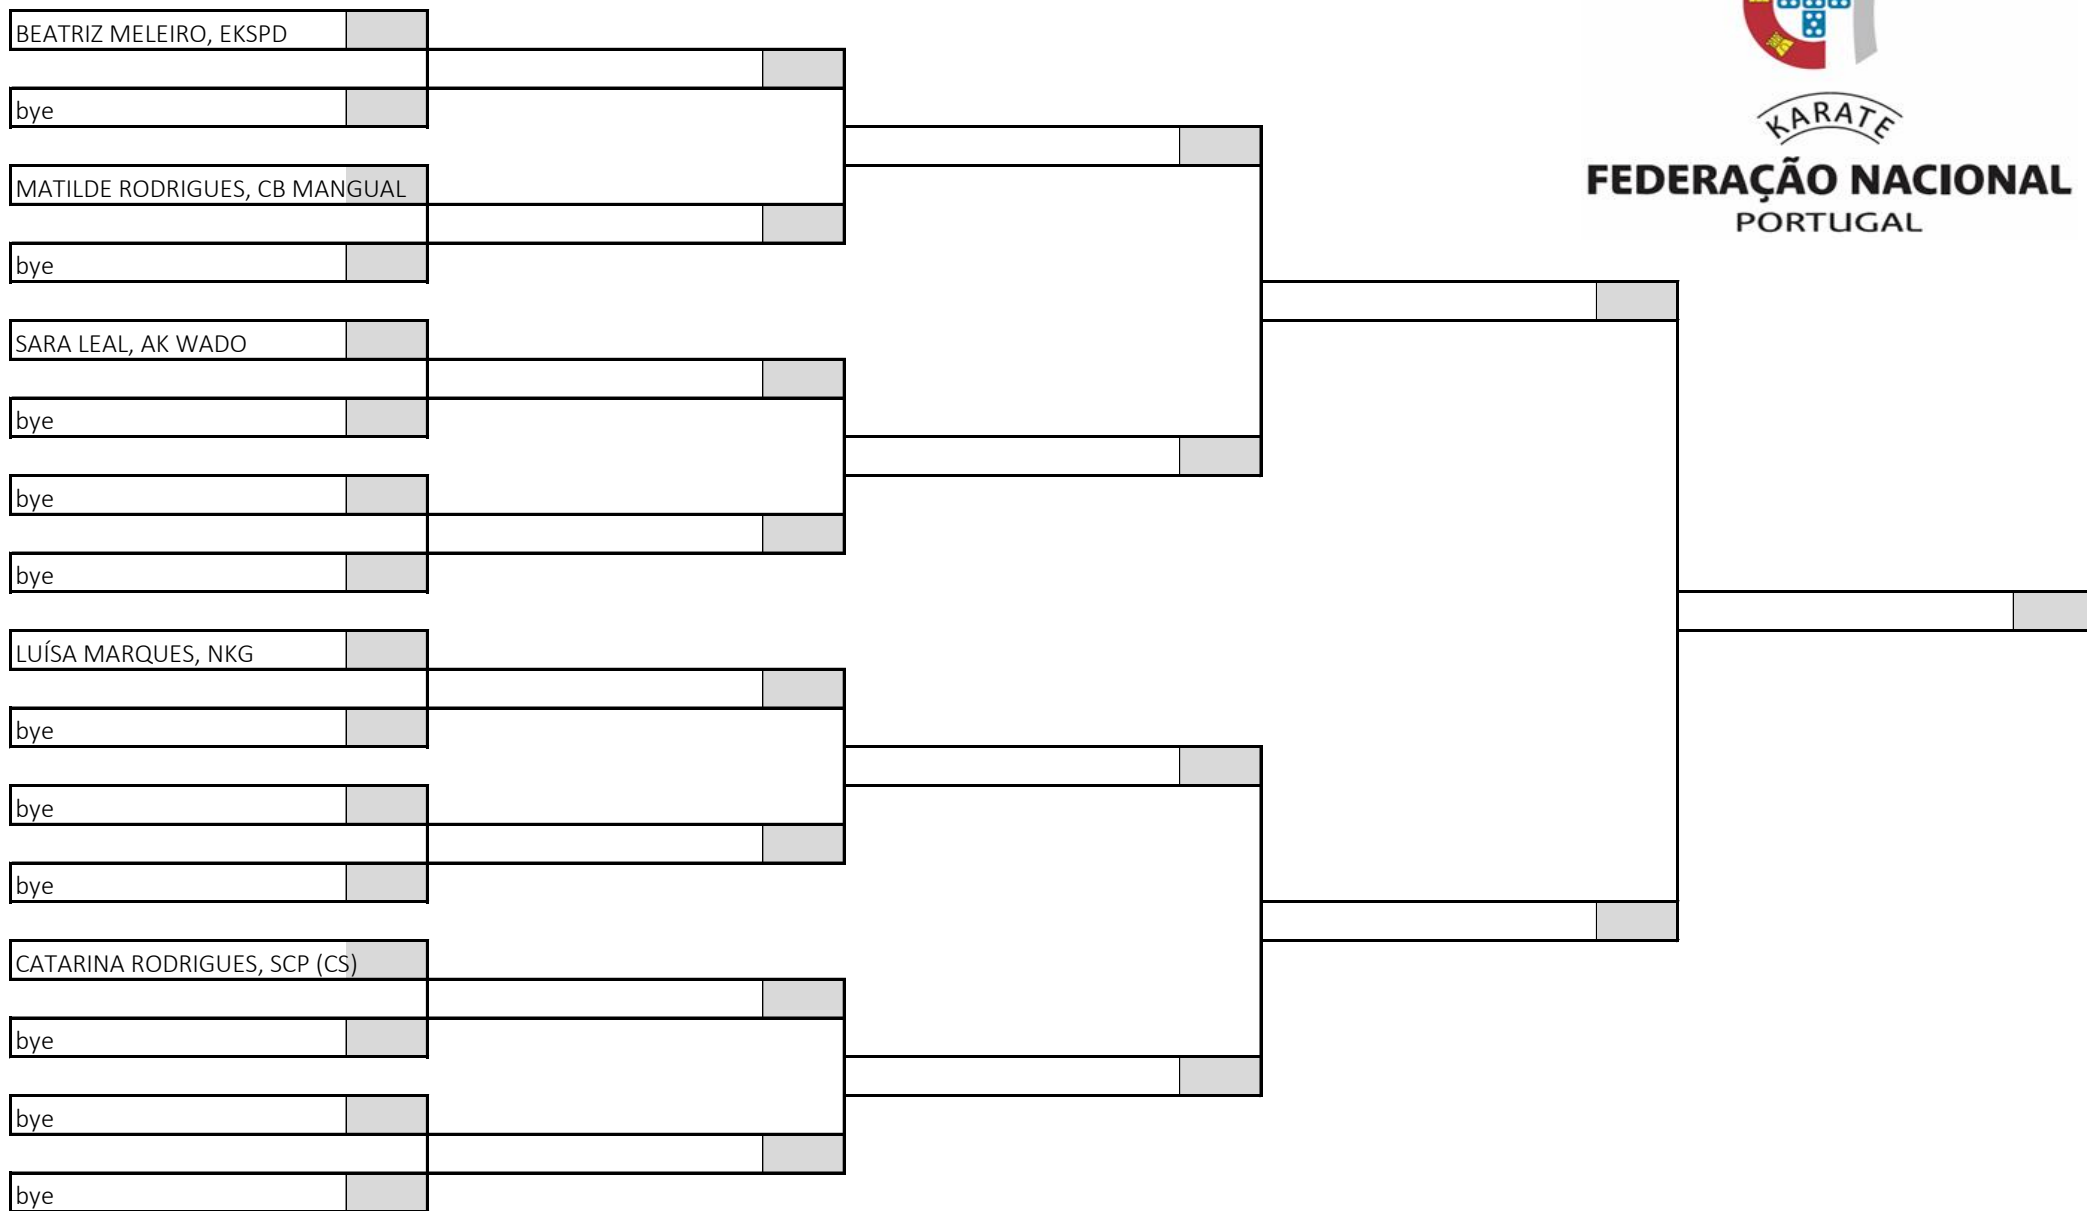 BEATRIZ MELEIRO, EKSPD
bye
MATILDE RODRIGUES, CB MANGUAL
bye
SARA LEAL, AK WADO
bye
bye
bye
LUÍSA MARQUES, NKG
bye
bye
bye
CATARINA RODRIGUES, SCP (CS)
bye
bye
bye
KARATE
FEDERAÇÃO NACIONAL
PORTUGAL